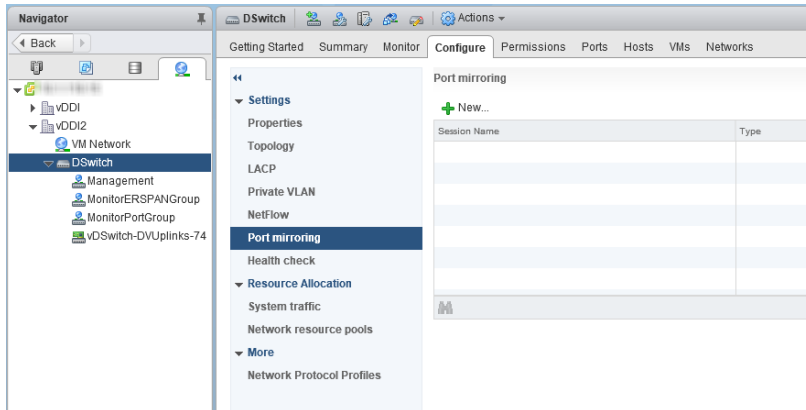 Navigator
DSwitch
Actions
Back
Getting Started Summary Monitor Configure Permissions Ports Hosts VMs Networks
Port mirroring
Settings
New...
vDDI
Properties
Session Name Type
vDDI2
Topology
VM Network
LACP
DSwitch
Private VLAN
Management
MonitorERSPANGroup
NetFlow
MonitorPortGroup
Port mirroring
vDSwitch-DVUplinks-74
Health check
Resource Allocation
System traffic
Network resource pools
More
Network Protocol Profiles